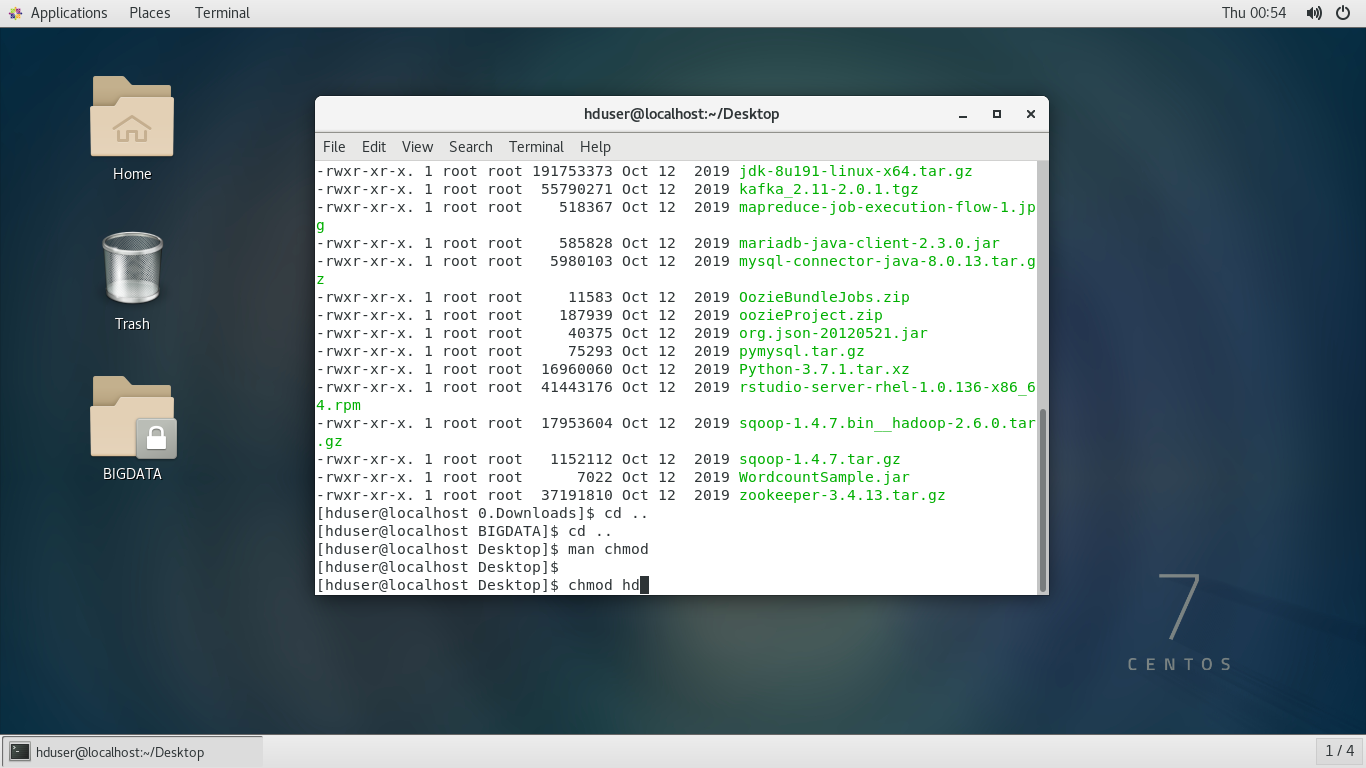 Applications Places Terminal Thu 00:54
Home
Trash
BIGDATA
hduser@localhost:~/Desktop
File Edit View Search Terminal Help
-rwxr-xr-x. 1 root root 191753373 Oct 12  2019 jdk-8u191-linux-x64.tar.gz
-rwxr-xr-x. 1 root root  55790271 Oct 12  2019 kafka_2.11-2.0.1.tgz
-rwxr-xr-x. 1 root root    518367 Oct 12  2019 mapreduce-job-execution-flow-1.jp
g
-rwxr-xr-x. 1 root root    585828 Oct 12  2019 mariadb-java-client-2.3.0.jar
-rwxr-xr-x. 1 root root   5980103 Oct 12  2019 mysql-connector-java-8.0.13.tar.g
z
-rwxr-xr-x. 1 root root     11583 Oct 12  2019 OozieBundleJobs.zip
-rwxr-xr-x. 1 root root    187939 Oct 12  2019 oozieProject.zip
-rwxr-xr-x. 1 root root     40375 Oct 12  2019 org.json-20120521.jar
-rwxr-xr-x. 1 root root     75293 Oct 12  2019 pymysql.tar.gz
-rwxr-xr-x. 1 root root  16960060 Oct 12  2019 Python-3.7.1.tar.xz
-rwxr-xr-x. 1 root root  41443176 Oct 12  2019 rstudio-server-rhel-1.0.136-x86_6
4.rpm
-rwxr-xr-x. 1 root root  17953604 Oct 12  2019 sqoop-1.4.7.bin__hadoop-2.6.0.tar
.gz
-rwxr-xr-x. 1 root root   1152112 Oct 12  2019 sqoop-1.4.7.tar.gz
-rwxr-xr-x. 1 root root      7022 Oct 12  2019 WordcountSample.jar
-rwxr-xr-x. 1 root root  37191810 Oct 12  2019 zookeeper-3.4.13.tar.gz
[hduser@localhost 0.Downloads]$ cd ..
[hduser@localhost BIGDATA]$ cd ..
[hduser@localhost Desktop]$ man chmod
[hduser@localhost Desktop]$
[hduser@localhost Desktop]$ chmod hd
7
CENTOS
hduser@localhost:~/Desktop
1 / 4